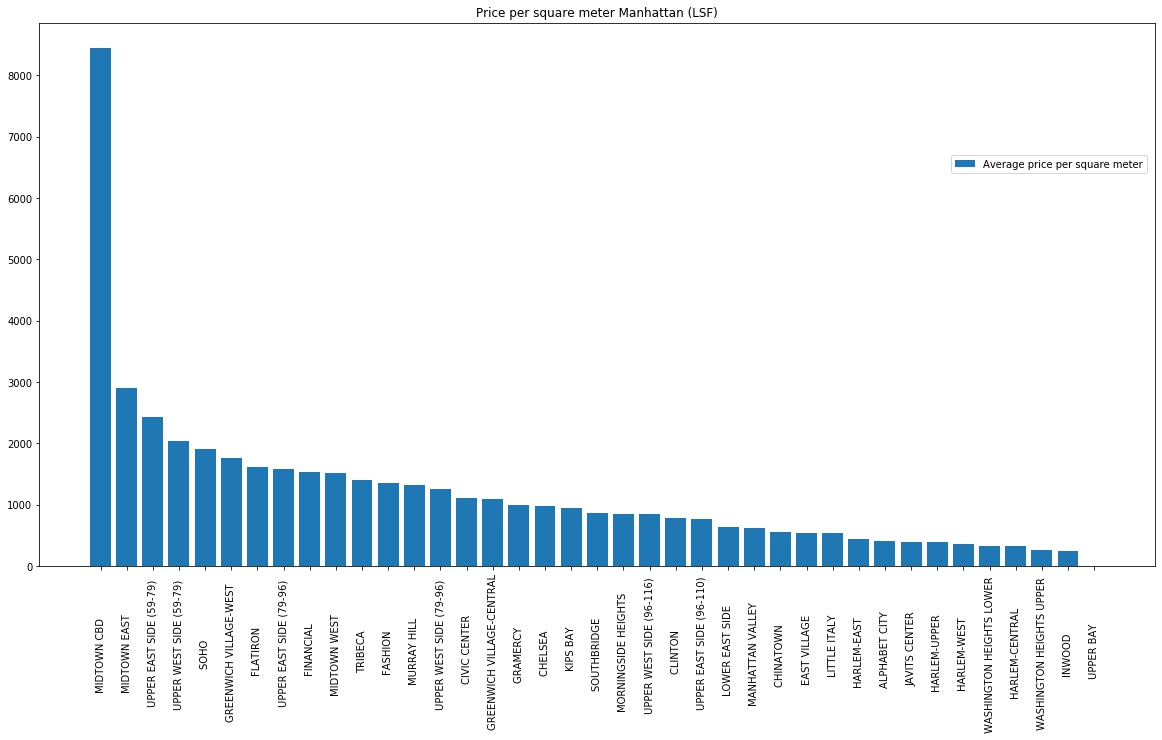 Price per square meter Manhattan (LSF)
8000
7000
6000
5000
4000
3000
2000
1000
0
Average price per square meter
MIDTOWN CBD
MIDTOWN EAST
UPPER EAST SIDE (59-79)
UPPER WEST SIDE (59-79)
SOHO
GREENWICH VILLAGE-WEST
FLATIRON
UPPER EAST SIDE (79-96)
FINANCIAL
MIDTOWN WEST
TRIBECA
FASHION
MURRAY HILL
UPPER WEST SIDE (79-96)
CIVIC CENTER
GREENWICH VILLAGE-CENTRAL
GRAMERCY
CHELSEA
KIPS BAY
SOUTHBRIDGE
MORNINGSIDE HEIGHTS
UPPER WEST SIDE (96-116)
CLINTON
UPPER EAST SIDE (96-110)
LOWER EAST SIDE
MANHATTAN VALLEY
CHINATOWN
EAST VILLAGE
LITTLE ITALY
HARLEM-EAST
ALPHABET CITY
JAVITS CENTER
HARLEM-UPPER
HARLEM-WEST
WASHINGTON HEIGHTS LOWER
HARLEM-CENTRAL
WASHINGTON HEIGHTS UPPER
INWOOD
UPPER BAY